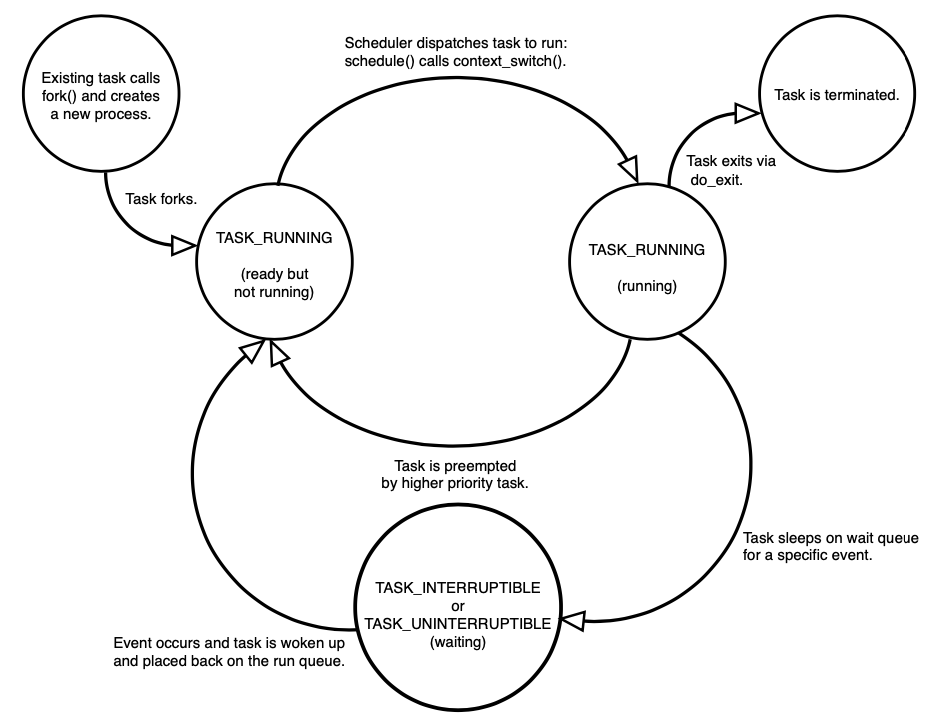 Scheduler dispatches task to run:
schedule() calls context_switch().
Existing task calls
fork() and creates
a new process.
Task is terminated.
Task exits via
do_exit.
Task forks.
TASK_RUNNING
(ready but
not running)
TASK_RUNNING
(running)
Task is preempted
by higher priority task.
Task sleeps on wait queue
for a specific event.
TASK_INTERRUPTIBLE
or
TASK_UNINTERRUPTIBLE
(waiting)
Event occurs and task is woken up
and placed back on the run queue.